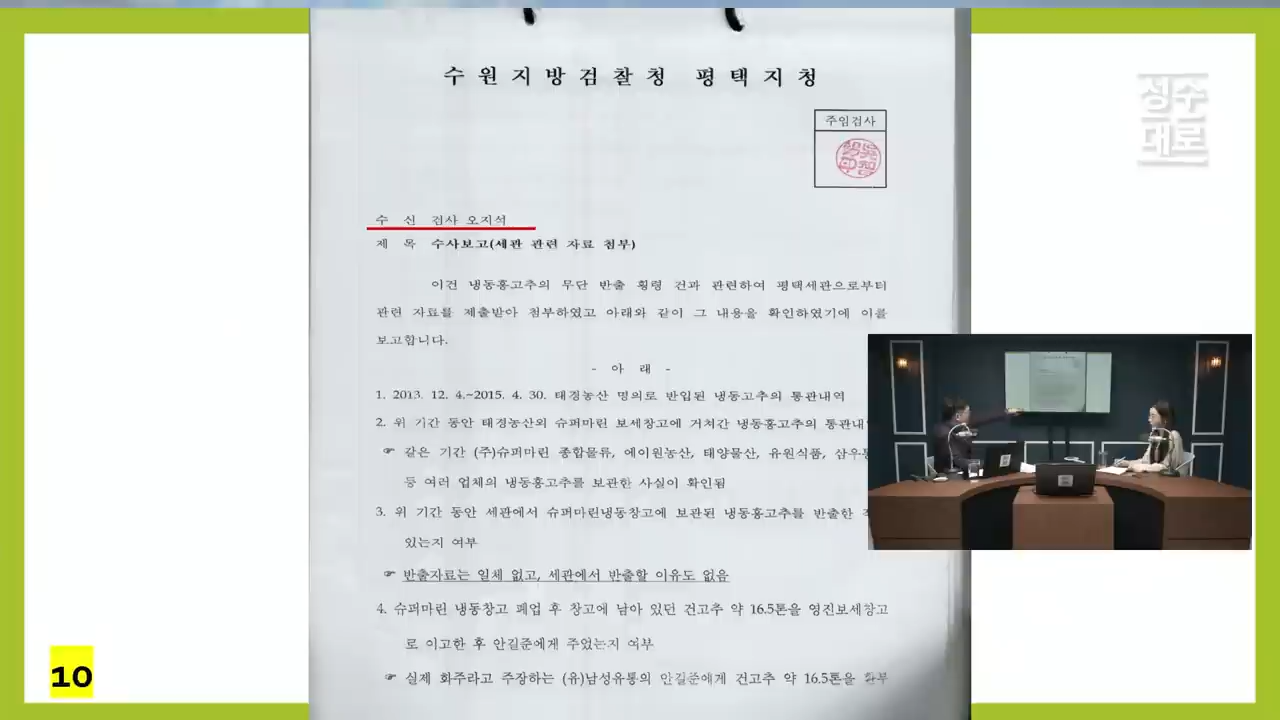 수원지방검찰청 평택지청
주임검사
성수
대로
수 신 검사 오지석
제 목 수사보고(세관 관련 자료 첨부)
이건 냉동홍고추의 무단 반출 횡령 건과 관련하여 평택세관으로부터
관련 자료를 제출받아 첨부하였고 아래와 같이 그 내용을 확인하였기에 이를
보고합니다.
- 아 래 -
1. 2013. 12. 4.~2015. 4. 30. 태경농산 명의로 반입된 냉동고추의 통관내역
2. 위 기간 동안 태경농산외 슈퍼마린 보세창고에 거쳐간 냉동홍고추의 통관내
☞ 같은 기간 (주)슈퍼마린 종합물류, 에이원농산, 태양물산, 유원식품, 삼우
등 여러 업체의 냉동홍고추를 보관한 사실이 확인됨
3. 위 기간 동안 세관에서 슈퍼마린냉동창고에 보관된 냉동홍고추를 반출한
있는지 여부
☞ 반출자료는 일체 없고, 세관에서 반출할 이유도 없음
4. 슈퍼마린 냉동창고 폐업 후 창고에 남아 있던 건고추 약 16.5톤을 영진보세창고
로 이고한 후 안길준에게 주었는지 여부
☞ 실제 화주라고 주장하는 (유)남성유통의 안길준에게 건고추 약 16.5톤을 환부
10